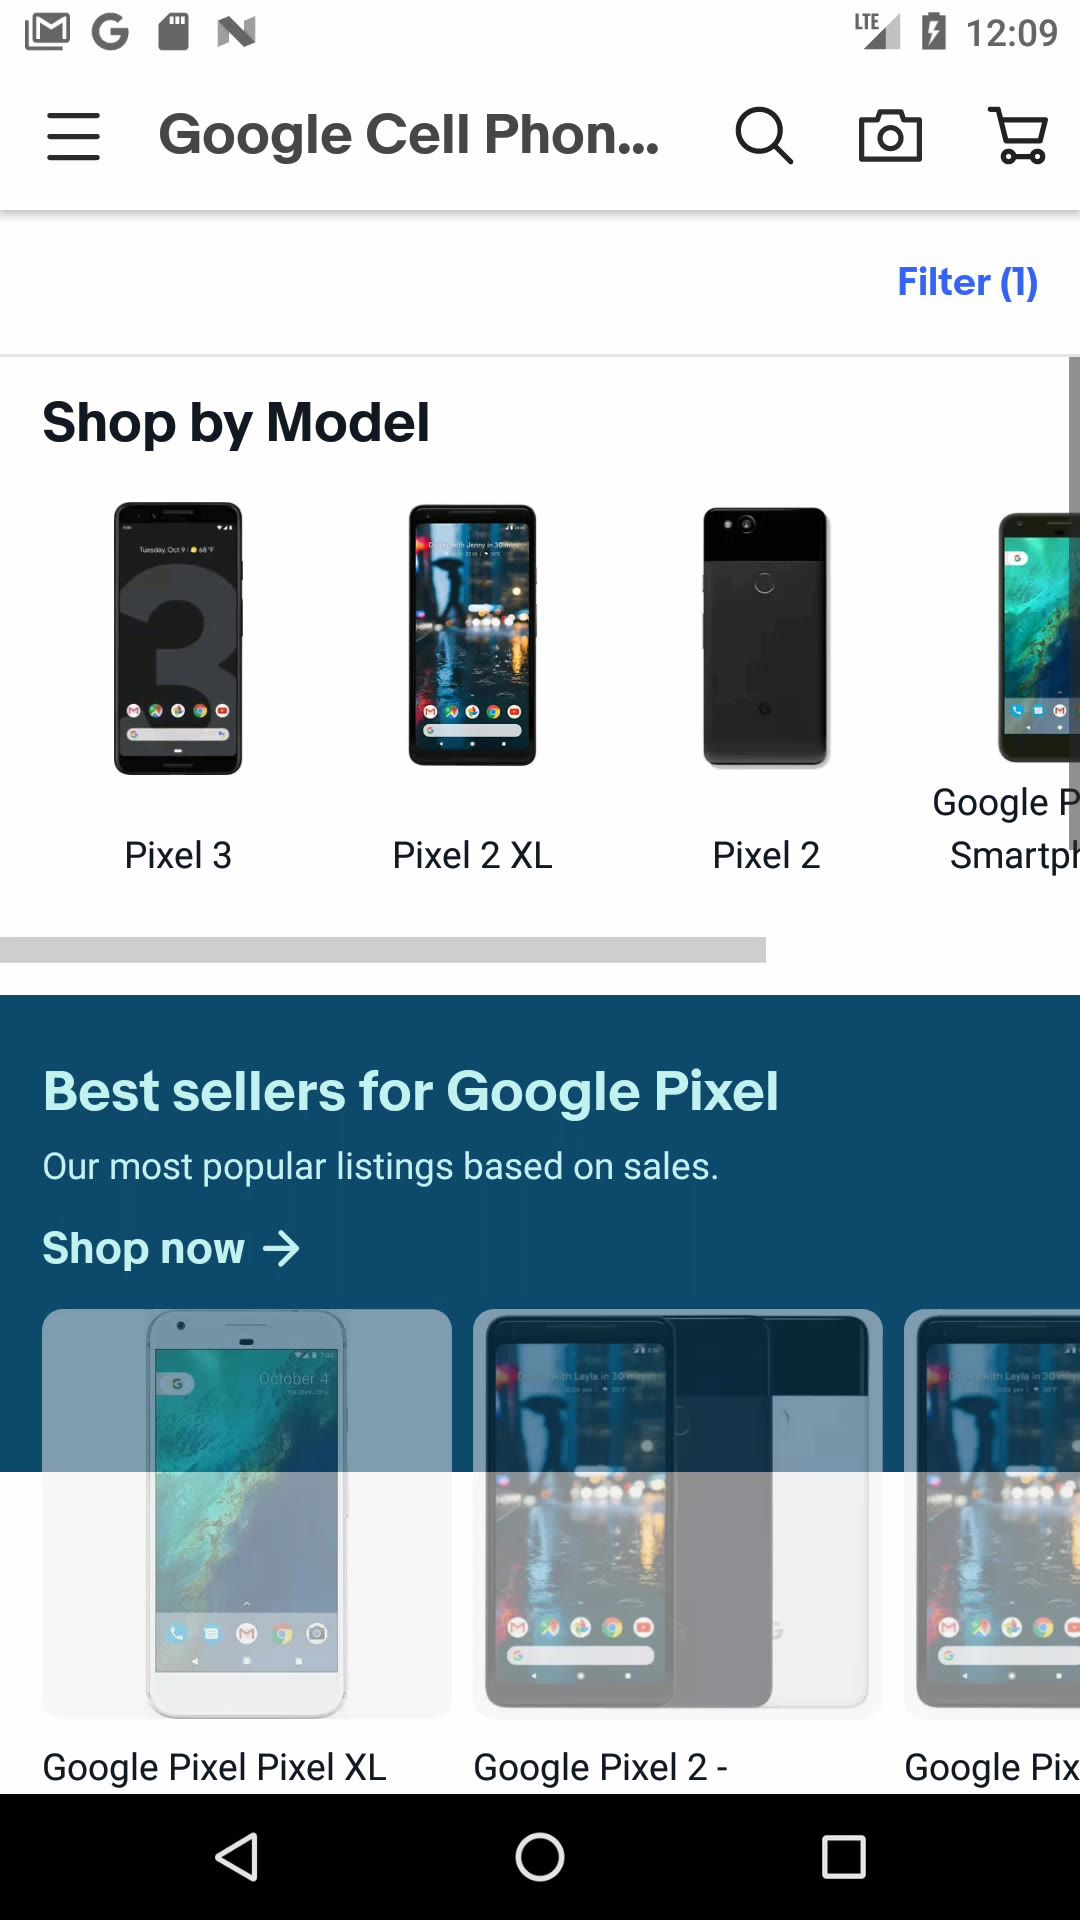 LTE 12:09
Google Cell Phon...
Filter (1)
Shop by Model
Pixel 3
Pixel 2 XL
Pixel 2
Google P
Smartph
Best sellers for Google Pixel
Our most popular listings based on sales.
Shop now
October 4
Google Pixel Pixel XL
Google Pixel 2 -
Google Pix